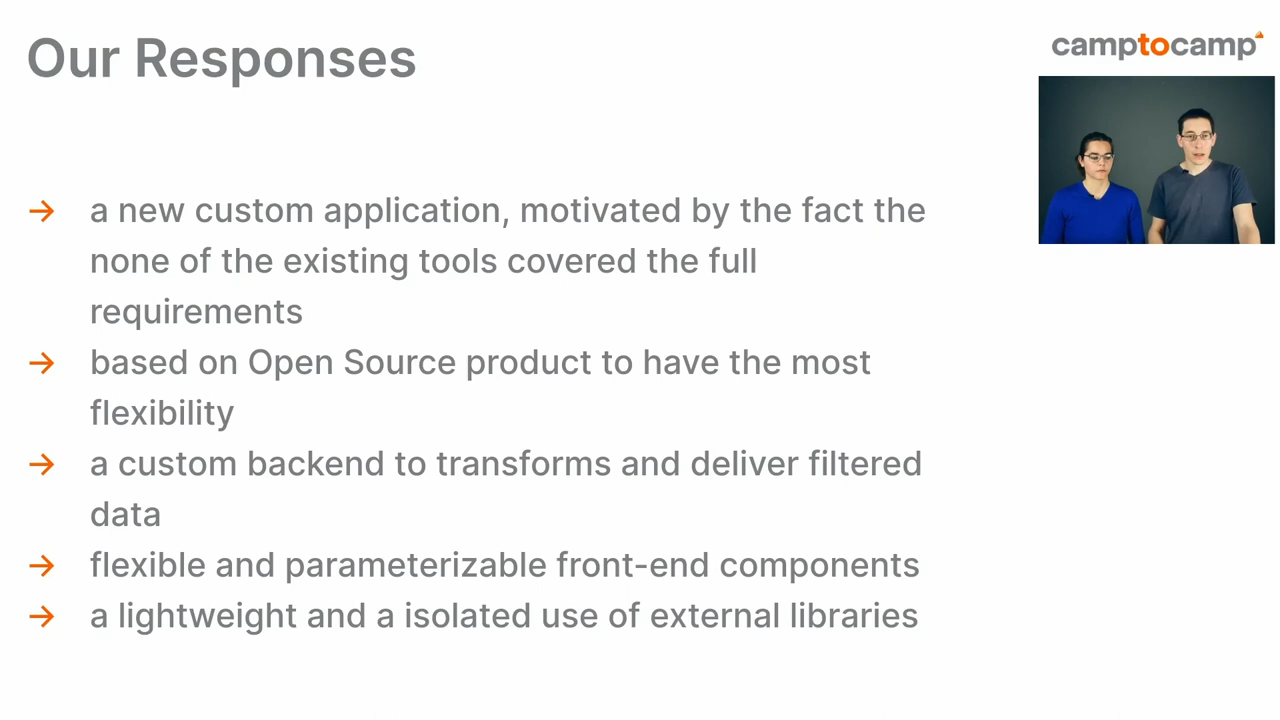 Our Responses
camptocamp
→ a new custom application, motivated by the fact the
none of the existing tools covered the full
requirements
→ based on Open Source product to have the most
flexibility
→ a custom backend to transforms and deliver filtered
data
→ flexible and parameterizable front-end components
→ a lightweight and a isolated use of external libraries